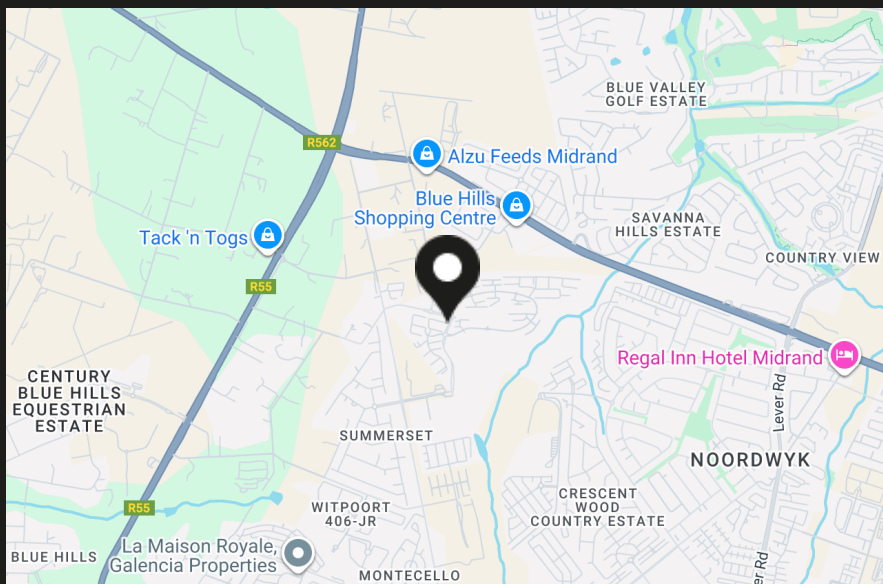 BLUE VALLEY
GOLF ESTATE
R562
Alzu Feeds Midrand
Blue Hills
Shopping Centre
SAVANNA
HILLS ESTATE
Tack 'n Togs
COUNTRY VIEW
R55
Regal Inn Hotel Midrand
CENTURY
BLUE HILLS
EQUESTRIAN
ESTATE
Lever Rd
SUMMERSET
NOORDWYK
CRESCENT
WOOD
COUNTRY ESTATE
R55
WITPOORT
406-JR
BLUE HILLS
La Maison Royale,
Galencia Properties
MONTECELLO
er Rd